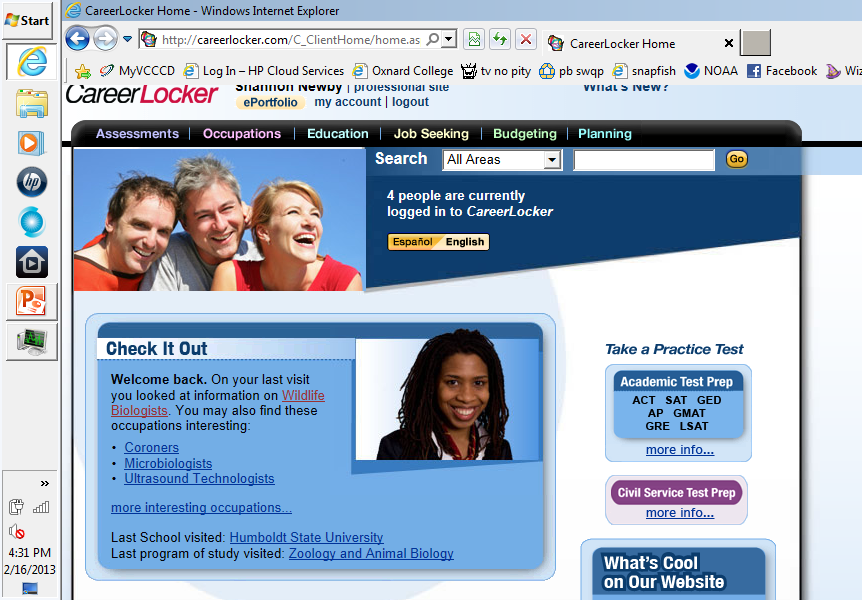 Start
CareerLocker Home - Windows Internet Explorer
http://careerlocker.com/C_ClientHome/home.as
CareerLocker Home
MyVCCCD
Log In – HP Cloud Services
Oxnard College
tv no pity
pb swqp
snapfish
NOAA
Facebook
Wiz
CareerLocker
Shannon Newby | professional site
What's New?
ePortfolio my account | logout
Assessments | Occupations | Education | Job Seeking | Budgeting | Planning
Search All Areas Go
4 people are currently
logged in to CareerLocker
Español English
hp
Check It Out
Welcome back. On your last visit
you looked at information on Wildlife
Biologists. You may also find these
occupations interesting:
• Coroners
• Microbiologists
• Ultrasound Technologists
more interesting occupations...
Last School visited: Humboldt State University
Last program of study visited: Zoology and Animal Biology
Take a Practice Test
Academic Test Prep
ACT SAT GED
AP GMAT
GRE LSAT
more info...
Civil Service Test Prep
more info...
What's Cool
on Our Website
»
4:31 PM
2/16/2013